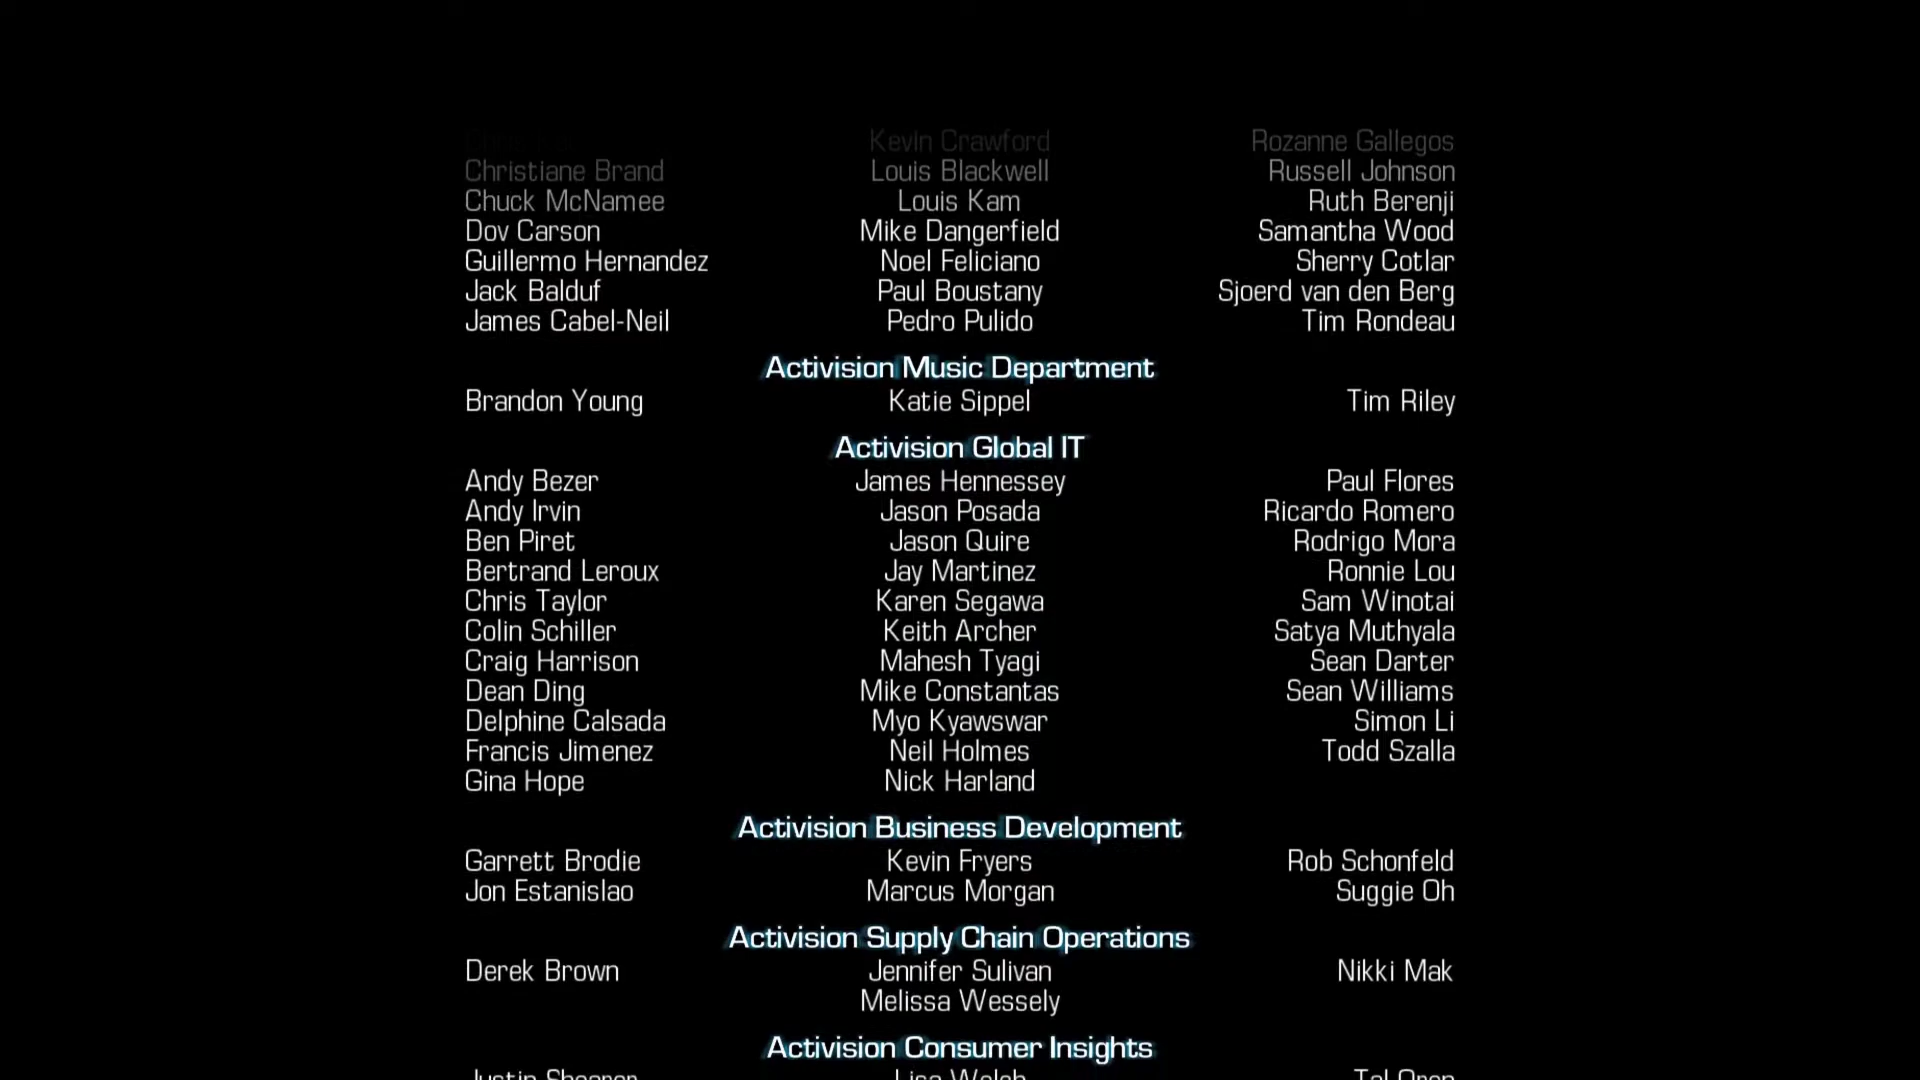 Kevin Crawford Rozanne Gallegos
Christiane Brand Louis Blackwell Russell Johnson
Chuck McNamee Louis Kam Ruth Berenji
Dov Carson Mike Dangerfield Samantha Wood
Guillermo Hernandez Noel Feliciano Sherry Cotlar
Jack Balduf Paul Boustany Sjoerd van den Berg
James Cabel-Neil Pedro Pulido Tim Rondeau
Activision Music Department
Brandon Young Katie Sippel Tim Riley
Activision Global IT
Andy Bezer James Hennessey Paul Flores
Andy Irvin Jason Posada Ricardo Romero
Ben Piret Jason Quire Rodrigo Mora
Bertrand Leroux Jay Martinez Ronnie Lou
Chris Taylor Karen Segawa Sam Winotai
Colin Schiller Keith Archer Satya Muthyala
Craig Harrison Mahesh Tyagi Sean Darter
Dean Ding Mike Constantas Sean Williams
Delphine Calsada Myo Kyawswar Simon Li
Francis Jimenez Neil Holmes Todd Szalla
Gina Hope Nick Harland
Activision Business Development
Garrett Brodie Kevin Fryers Rob Schonfeld
Jon Estanislao Marcus Morgan Suggie Oh
Activision Supply Chain Operations
Derek Brown Jennifer Sulivan Nikki Mak
Melissa Wessely
Activision Consumer Insights
Justin Shearer Lisa Welch